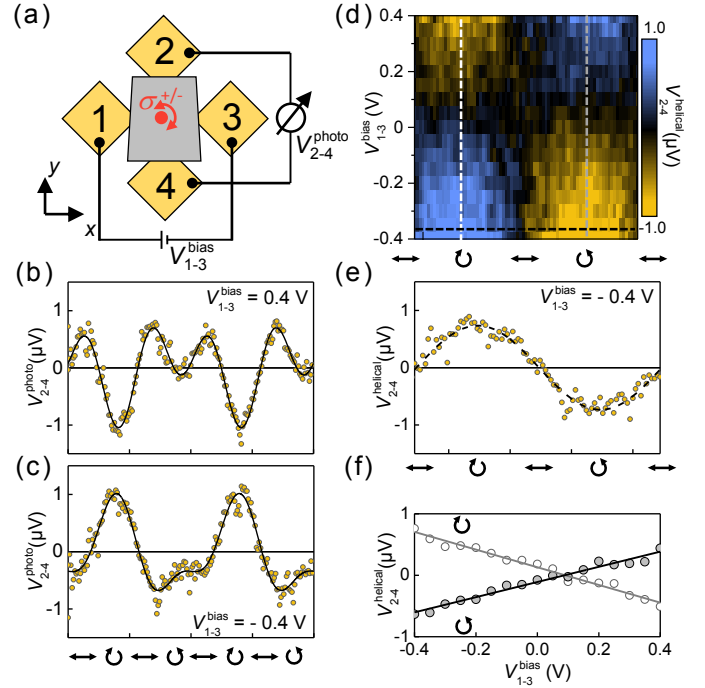 (a)
2
1
σ+/-
3
4
V2-4photo
y
x
V1-3bias
(d)
0.4
0.2
0
-0.2
-0.4
V1-3bias (V)
1.0
-1.0
V2-4helical (μV)
(b)
V1-3bias = 0.4 V
1
0
-1
V2-4photo(μV)
(e)
V1-3bias = - 0.4 V
1
0
-1
V2-4helical(μV)
(c)
1
0
-1
V2-4photo(μV)
V1-3bias = - 0.4 V
(f)
1
0
1
V2-4helical(μV)
-0.4 -0.2 0.0 0.2 0.4
V1-3bias (V)